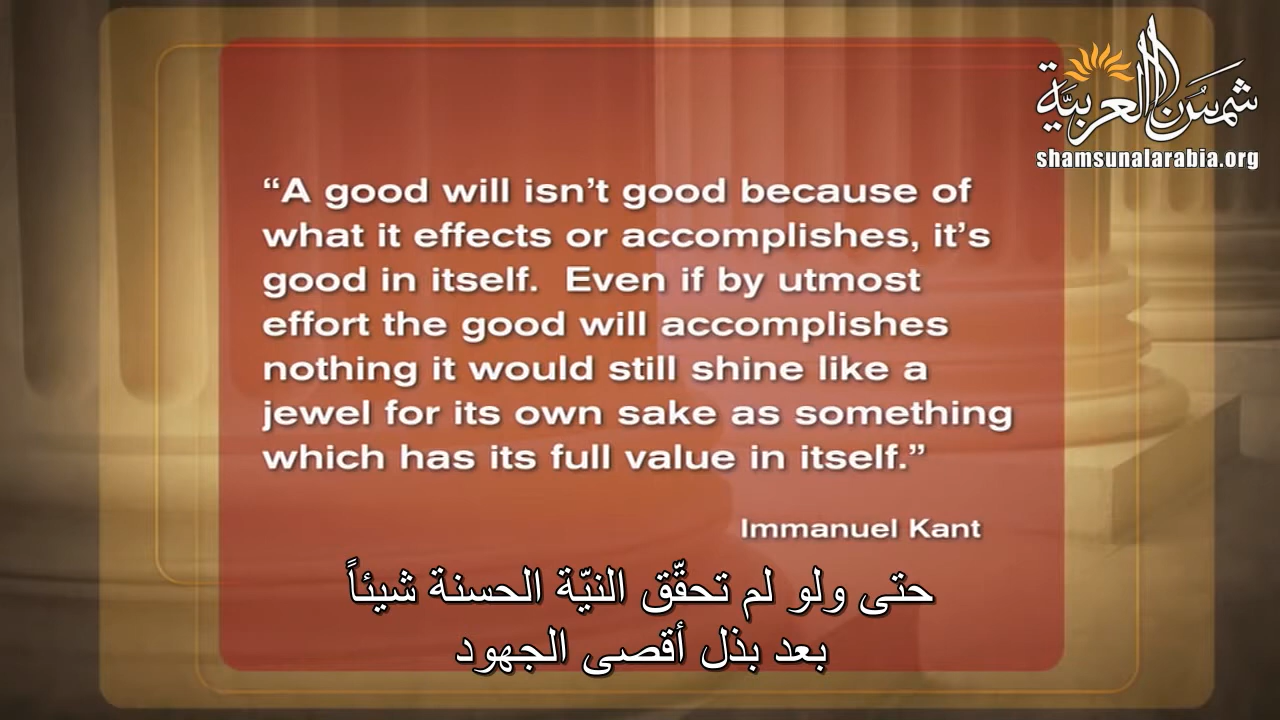 شمسُ العربيّة
shamsunalarabia.org
“A good will isn’t good because of
what it effects or accomplishes, it’s
good in itself.  Even if by utmost
effort the good will accomplishes
nothing it would still shine like a
jewel for its own sake as something
which has its full value in itself.”
Immanuel Kant
حتى ولو لم تحقّق النيّة الحسنة شيئاً
بعد بذل أقصى الجهود